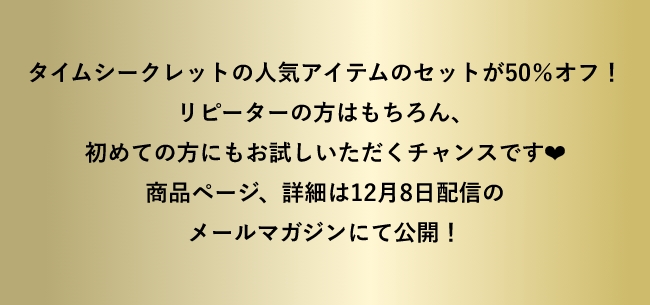 タイムシークレットの人気アイテムのセットが50%オフ！
リピーターの方はもちろん、
初めての方にもお試しいただくチャンスです❤
商品ページ、詳細は12月8日配信の
メールマガジンにて公開！